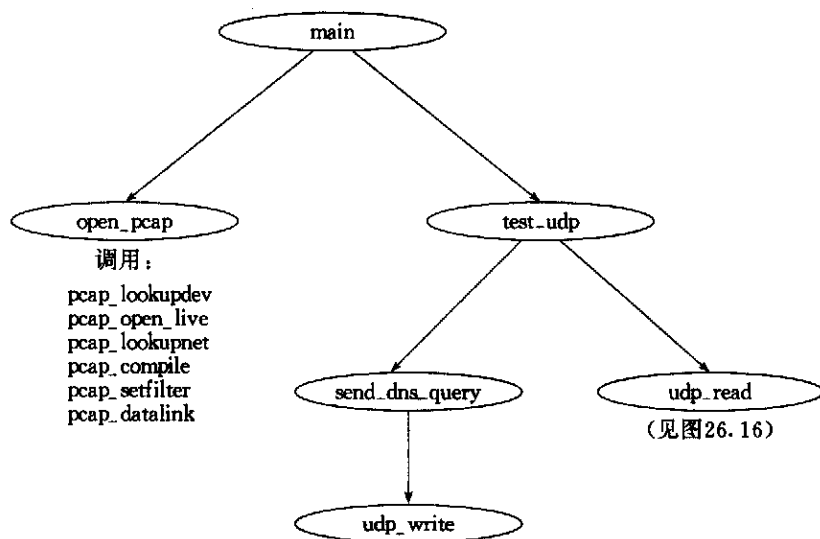 main
open_pcap
test_udp
调用：
pcap_lookupdev
pcap_open_live
pcap_lookupnet
pcap_compile
pcap_setfilter
pcap_datalink
send_dns_query
udp_read
（见图26.16）
udp_write